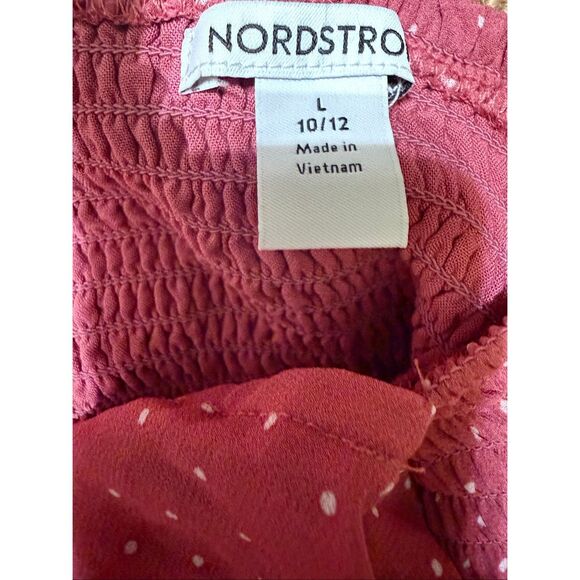 NORDSTRO
L
10/12
Made in
Vietnam